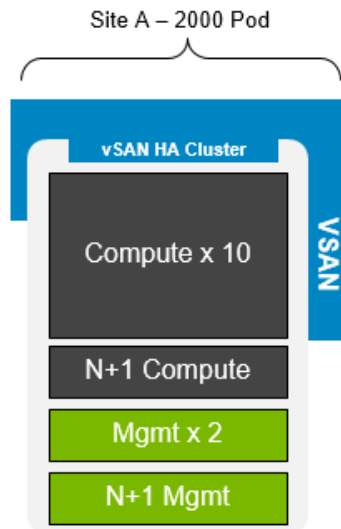 Site A – 2000 Pod
vSAN HA Cluster
Compute x 10
VSAN
N+1 Compute
Mgmt x 2
N+1 Mgmt